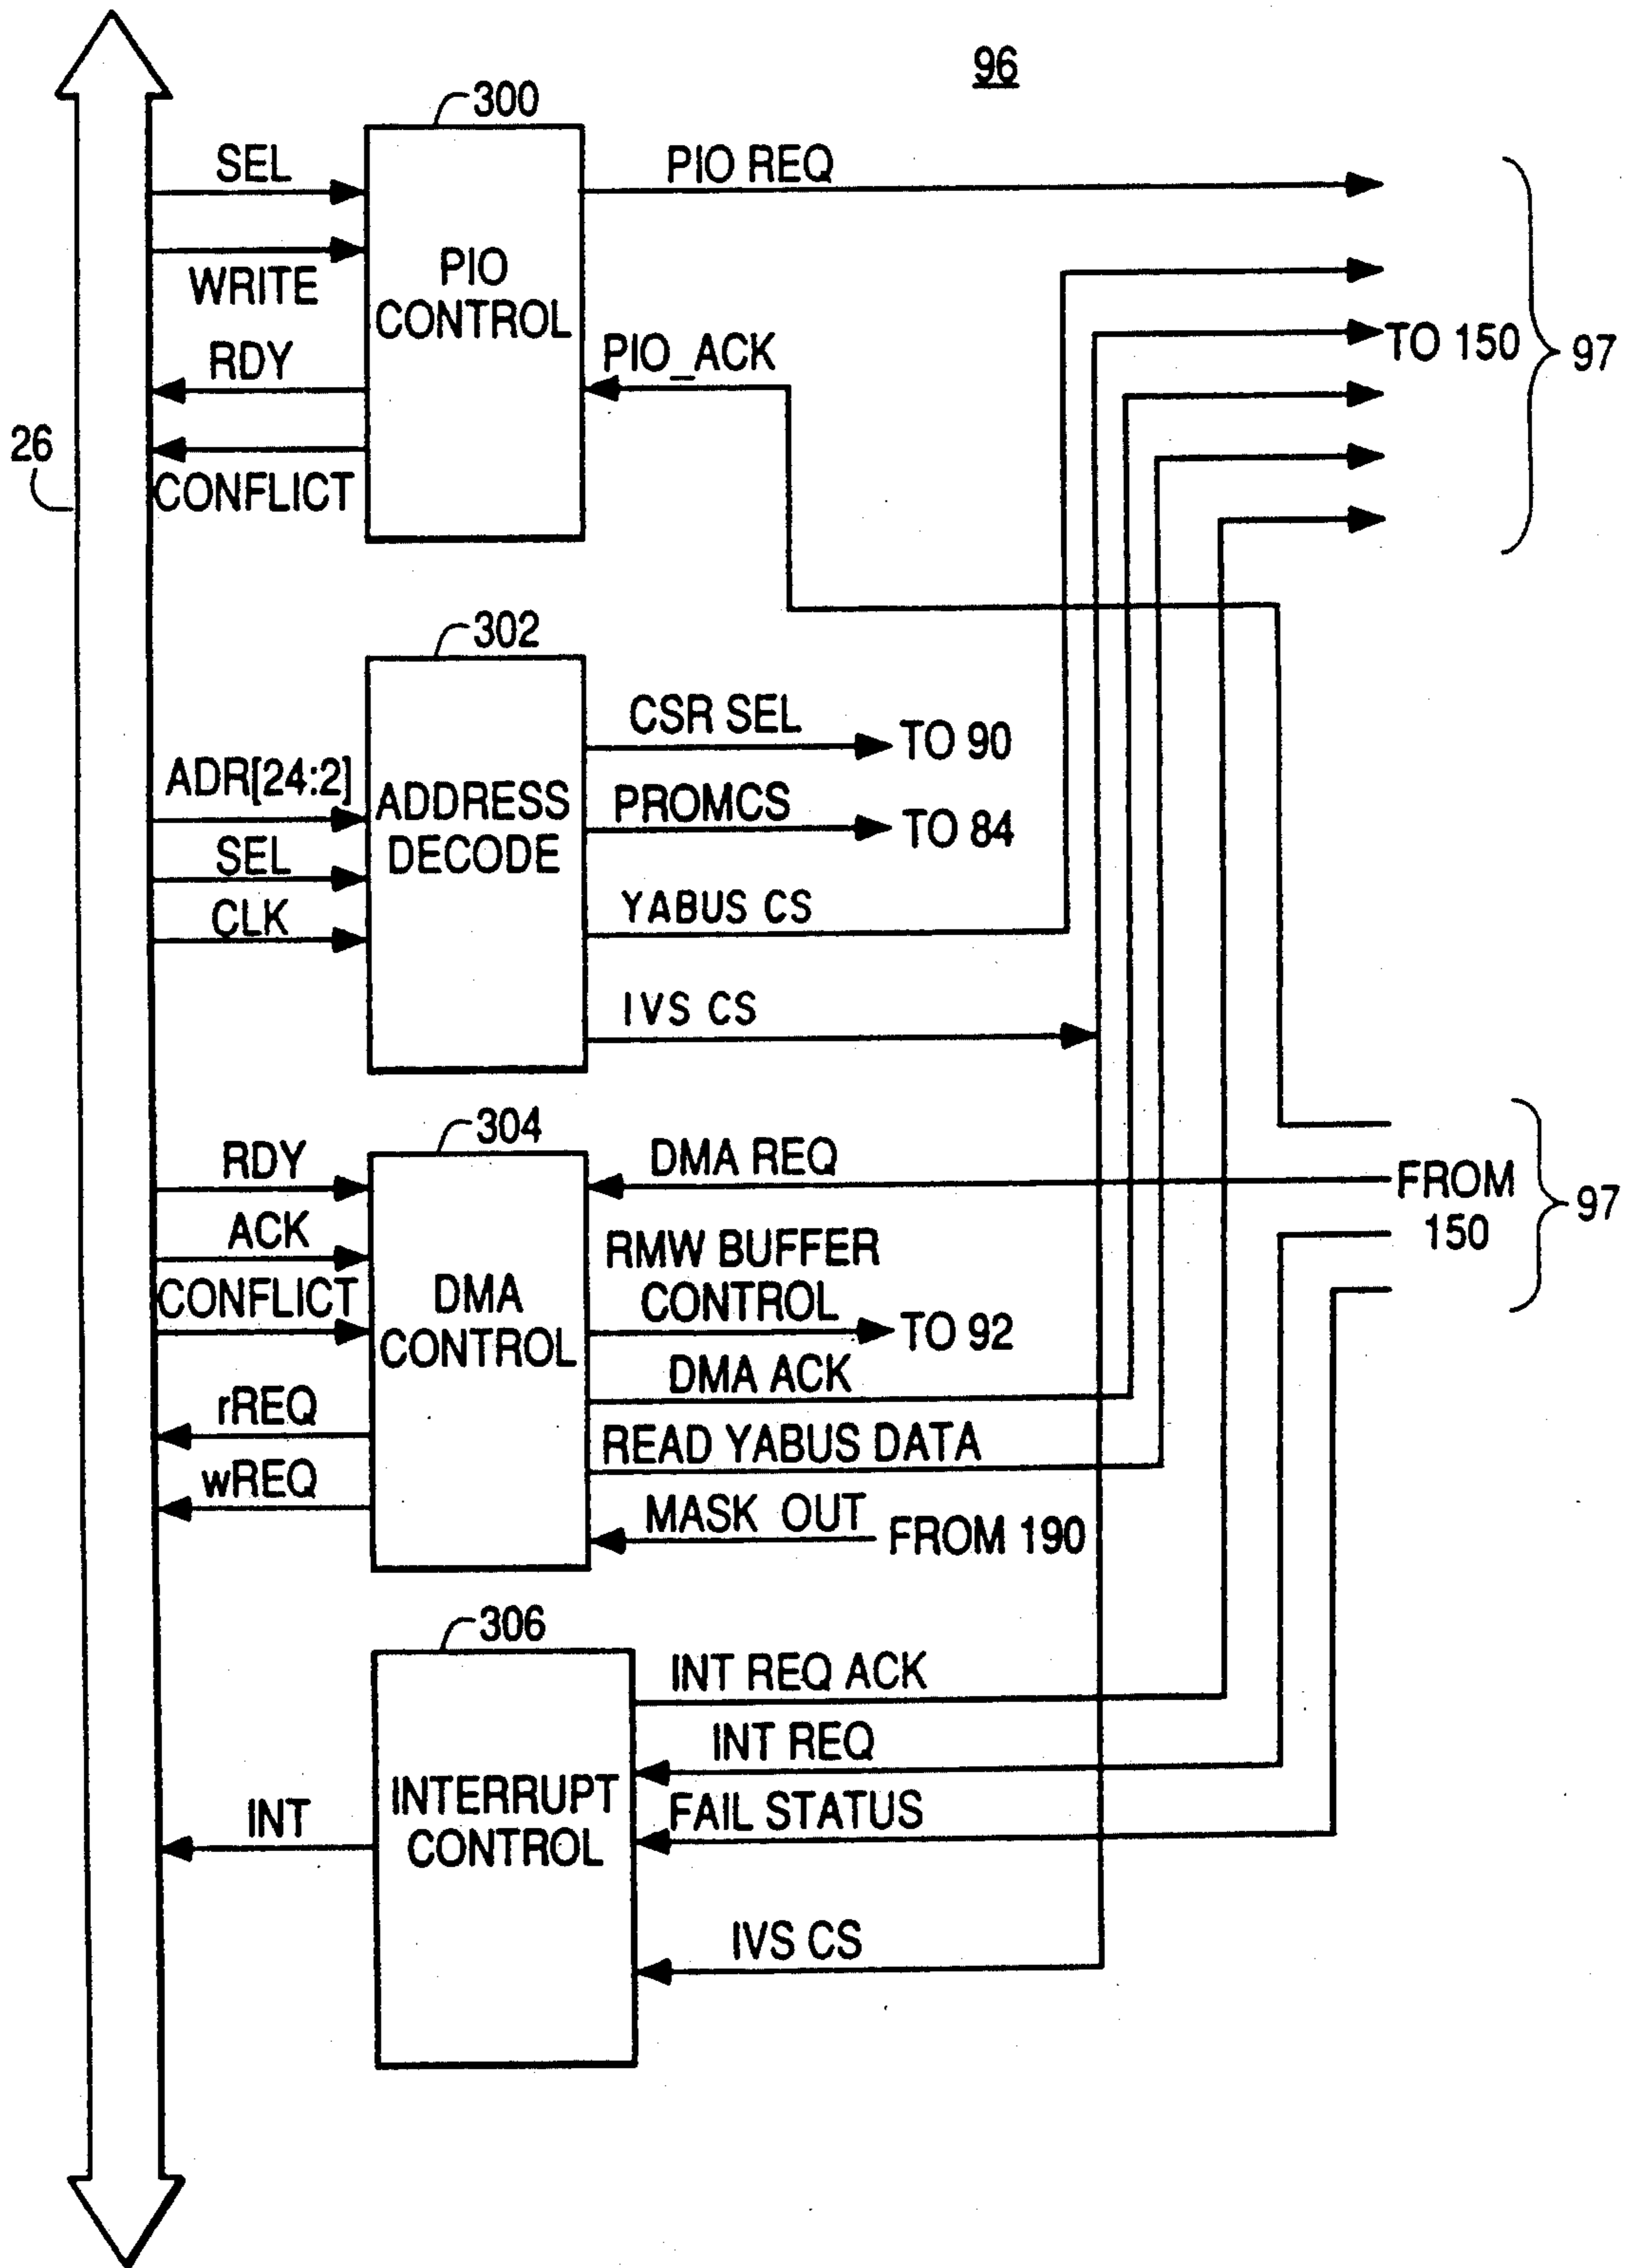 96
300
SEL
WRITE
RDY
CONFLICT
PIO
CONTROL
PIO REQ
PIO_ACK
TO 150
97
26
302
ADR[24:2]
SEL
CLK
ADDRESS
DECODE
CSR SEL
TO 90
PROMCS
TO 84
YABUS CS
IVS CS
304
RDY
ACK
CONFLICT
rREQ
wREQ
DMA
CONTROL
DMA REQ
RMW BUFFER
CONTROL
TO 92
DMA ACK
READ YABUS DATA
MASK OUT
FROM 190
FROM
150
97
306
INT
INTERRUPT
CONTROL
INT REQ ACK
INT REQ
FAIL STATUS
IVS CS